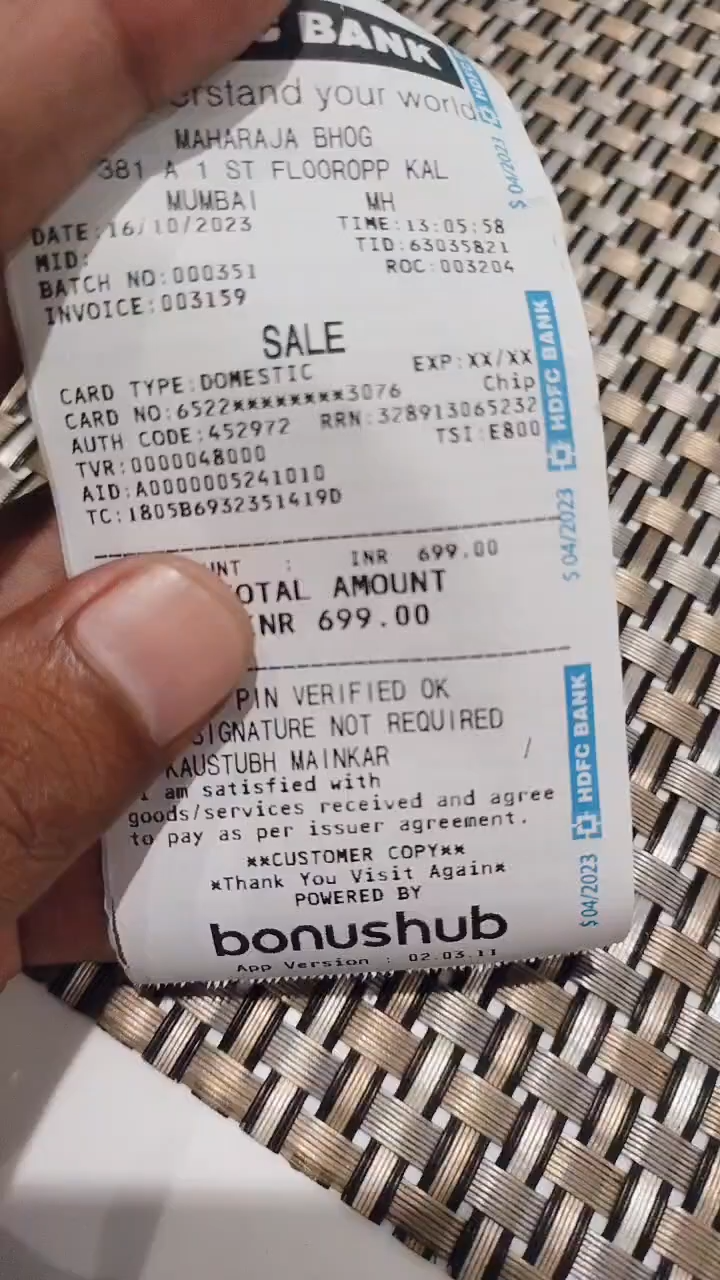 BANK
erstand your world
MAHARAJA BHOG
381 A 1 ST FLOOROPP KAL
MUMBAI MH
DATE:16/10/2023 TIME:13:05:58
MID: TID:63035821
BATCH NO:000351 ROC:003204
INVOICE:003159
SALE
CARD TYPE:DOMESTIC EXP:XX/XX
CARD NO:6522********3076 Chip
AUTH CODE:452972 RRN:328913065232
TVR:0000048000 TSI:E800
AID:A0000005241010
TC:1805B6932351419D
UNT : INR 699.00
OTAL AMOUNT
INR 699.00
PIN VERIFIED OK
SIGNATURE NOT REQUIRED
KAUSTUBH MAINKAR /
I am satisfied with
goods/services received and agree
to pay as per issuer agreement.
**CUSTOMER COPY**
*Thank You Visit Again*
POWERED BY
bonushub
App Version : 02.03.11
HDFC
$ 04/2023
HDFC BANK
$ 04/2023
HDFC BANK
$ 04/2023